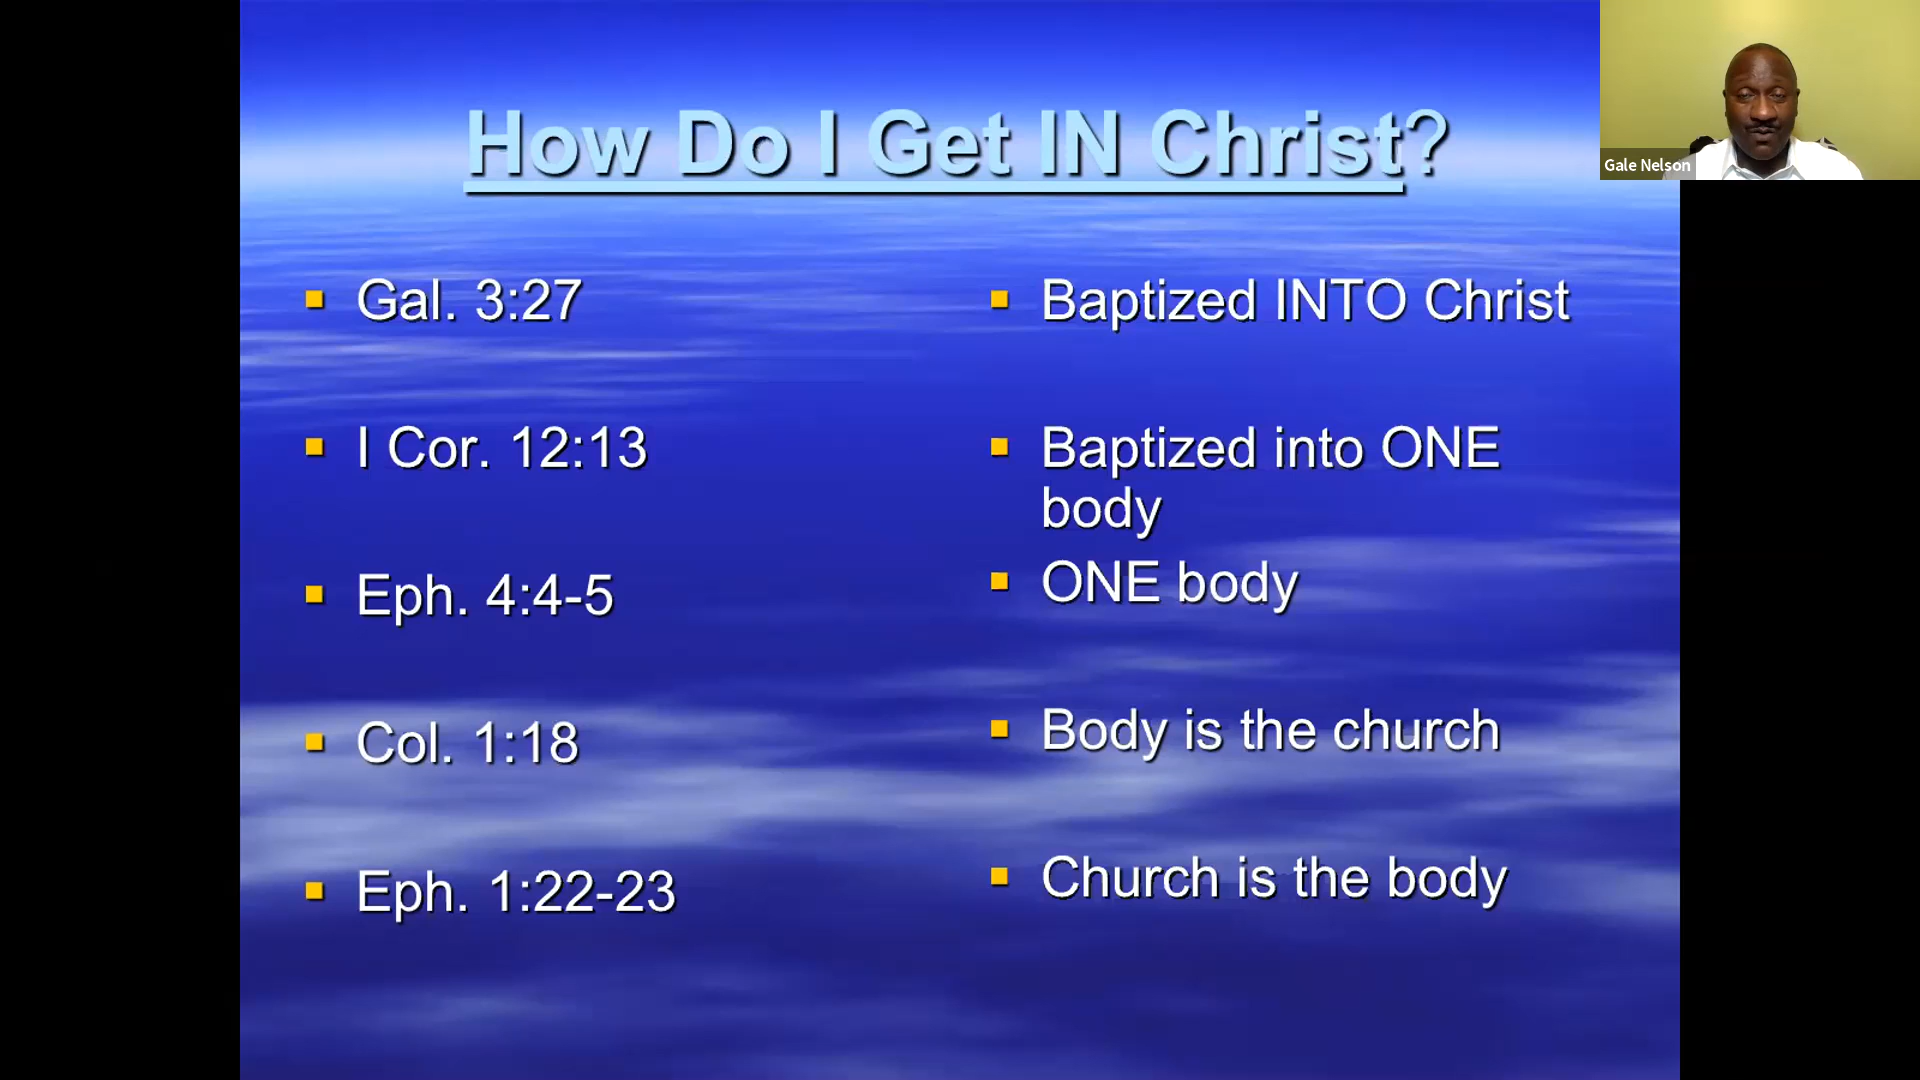 How Do I Get IN Christ?
Gale Nelson
Gal. 3:27
Baptized INTO Christ
I Cor. 12:13
Baptized into ONE
body
Eph. 4:4-5
ONE body
Col. 1:18
Body is the church
Eph. 1:22-23
Church is the body